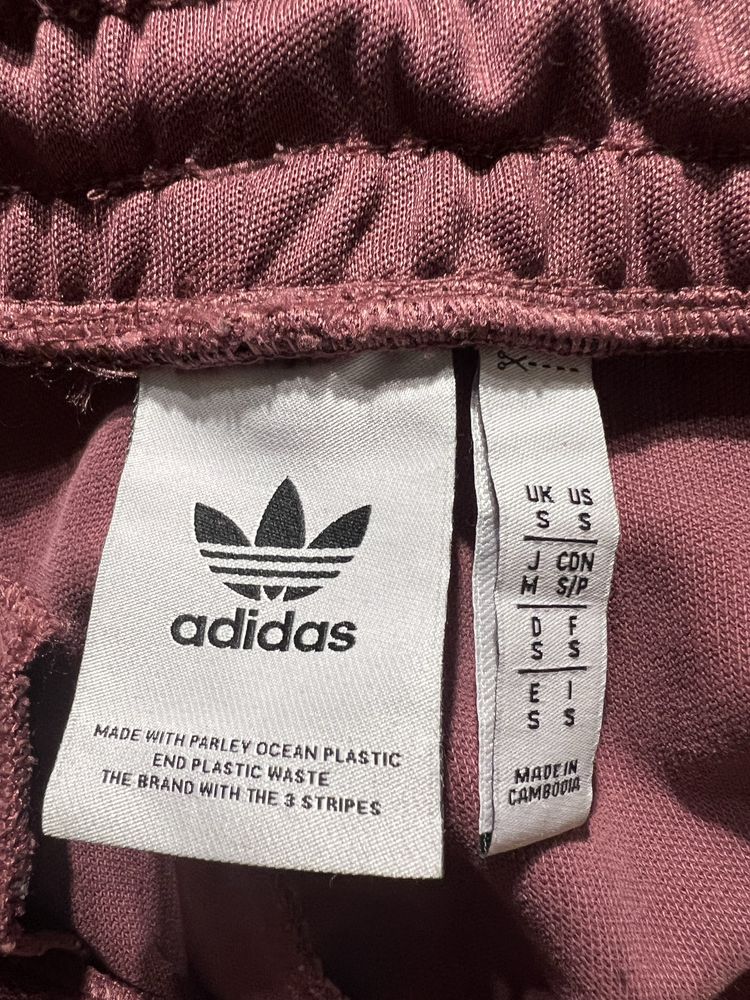 adidas
MADE WITH PARLEY OCEAN PLASTIC
END PLASTIC WASTE
THE BRAND WITH THE 3 STRIPES
UK US
S S
J CDN
M S/P
D F
S S
E I
S S
MADE IN
CAMBODIA